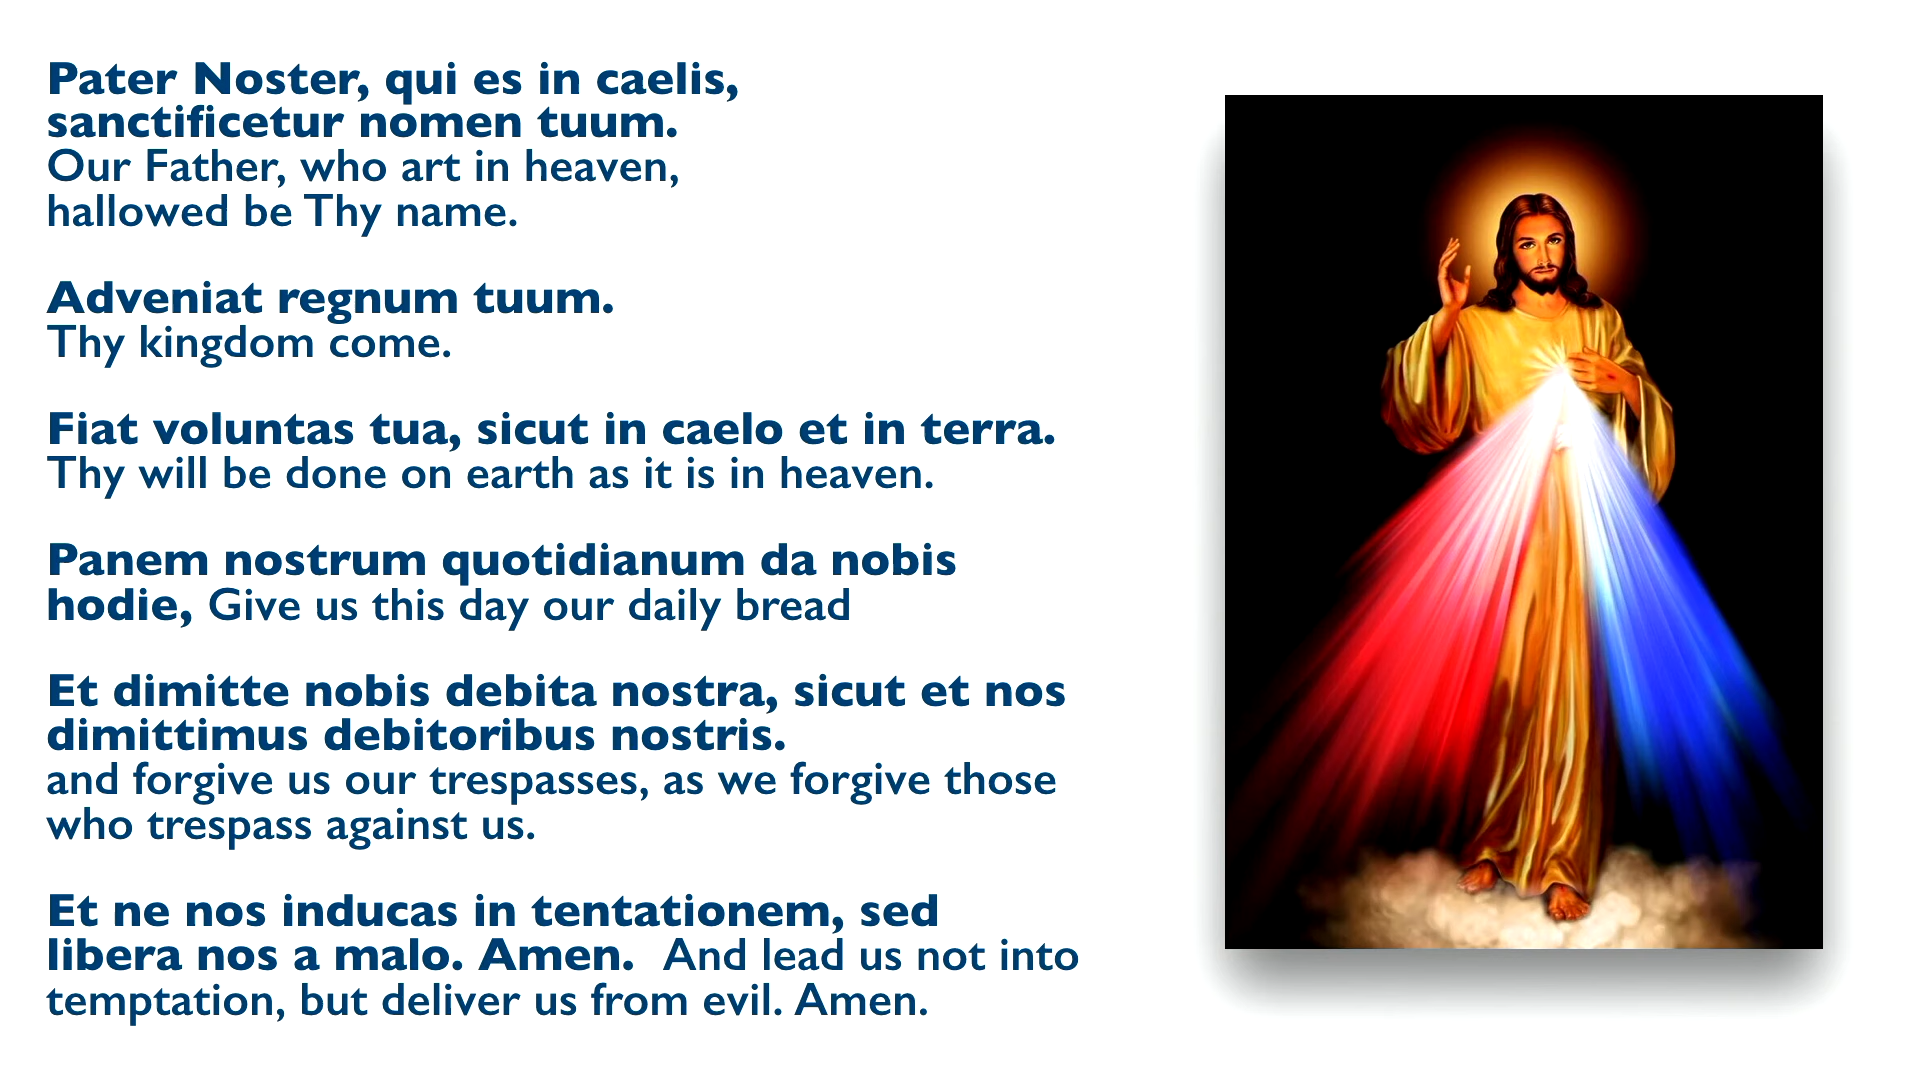 Pater Noster, qui es in caelis,
sanctificetur nomen tuum.
Our Father, who art in heaven,
hallowed be Thy name.
Adveniat regnum tuum.
Thy kingdom come.
Fiat voluntas tua, sicut in caelo et in terra.
Thy will be done on earth as it is in heaven.
Panem nostrum quotidianum da nobis
hodie, Give us this day our daily bread
Et dimitte nobis debita nostra, sicut et nos
dimittimus debitoribus nostris.
and forgive us our trespasses, as we forgive those
who trespass against us.
Et ne nos inducas in tentationem, sed
libera nos a malo. Amen.  And lead us not into
temptation, but deliver us from evil. Amen.